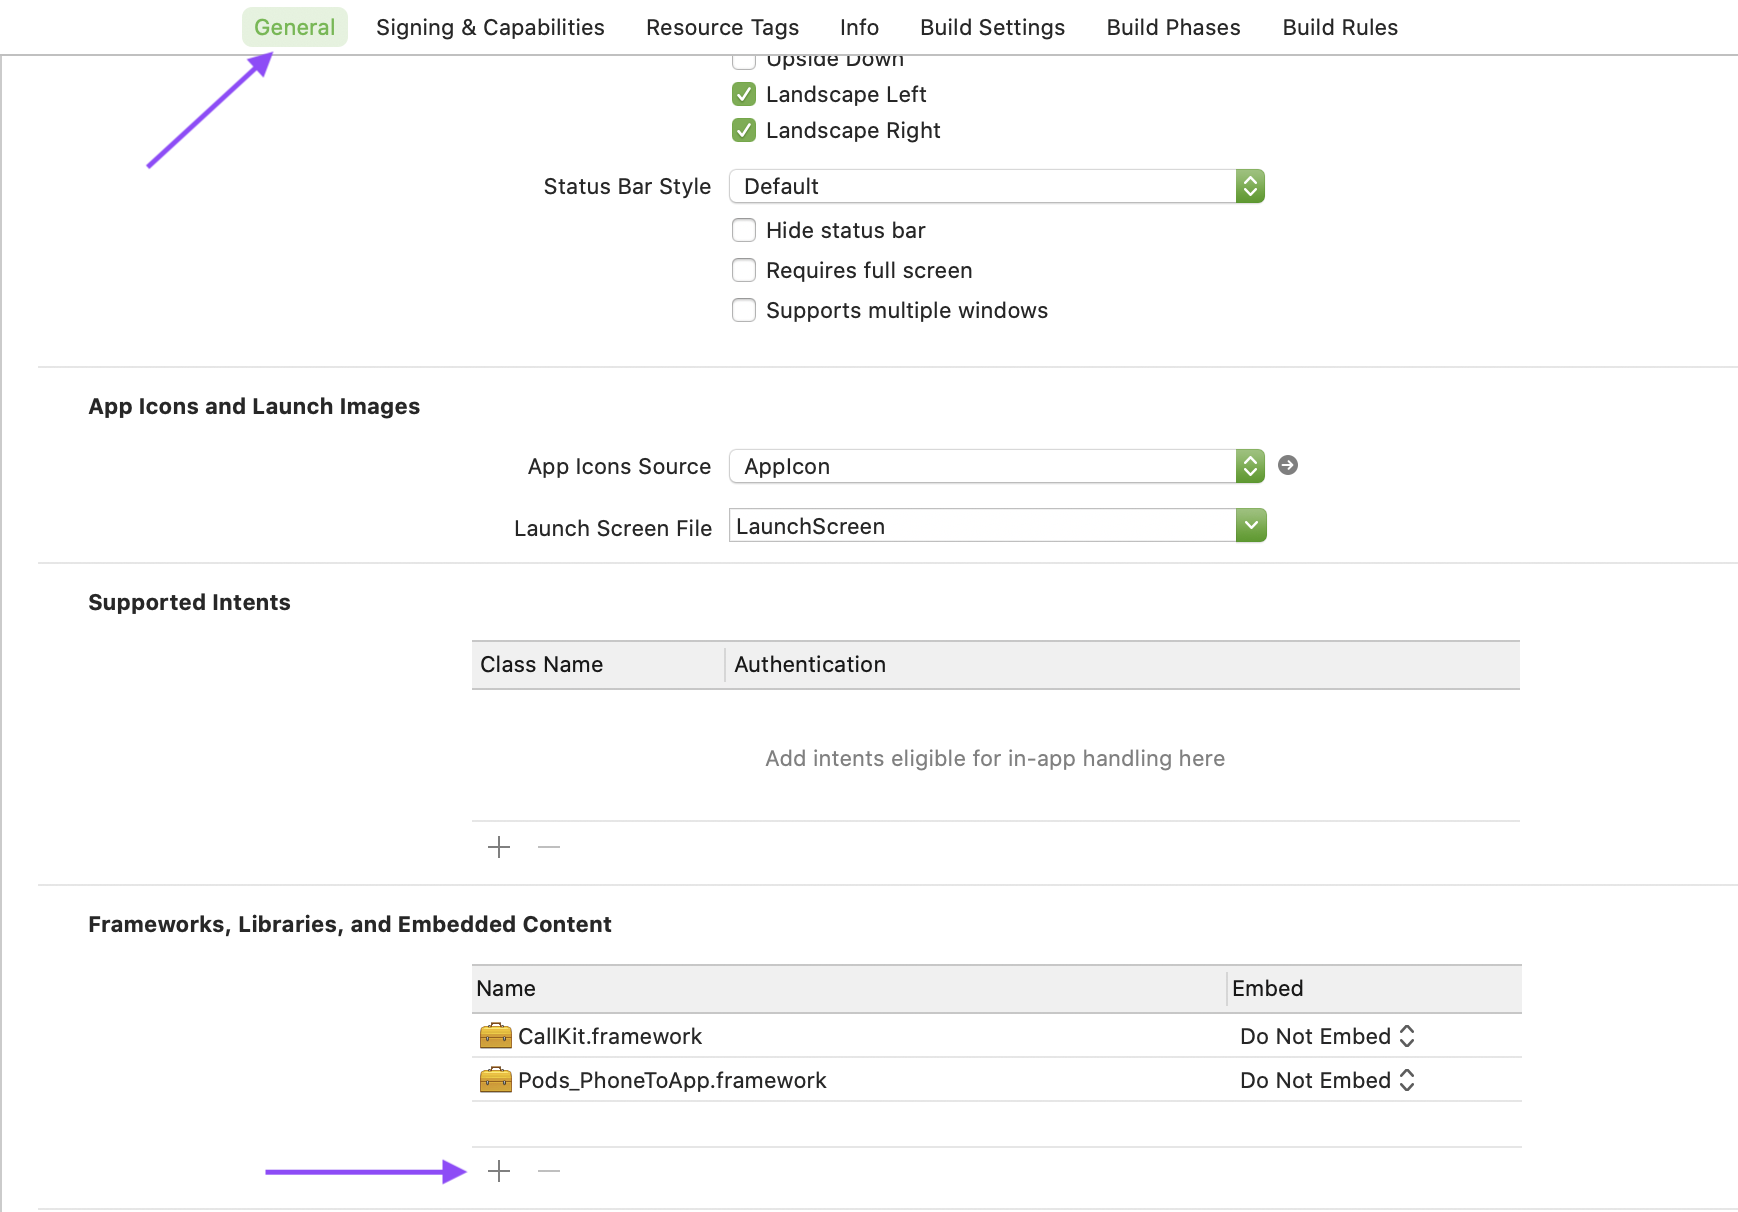 General Signing & Capabilities Resource Tags Info Build Settings Build Phases Build Rules
Upside Down
Landscape Left
Landscape Right
Status Bar Style Default
Hide status bar
Requires full screen
Supports multiple windows
App Icons and Launch Images
App Icons Source AppIcon
Launch Screen File LaunchScreen
Supported Intents
Class Name Authentication
Add intents eligible for in-app handling here
Frameworks, Libraries, and Embedded Content
Name Embed
CallKit.framework Do Not Embed
Pods_PhoneToApp.framework Do Not Embed